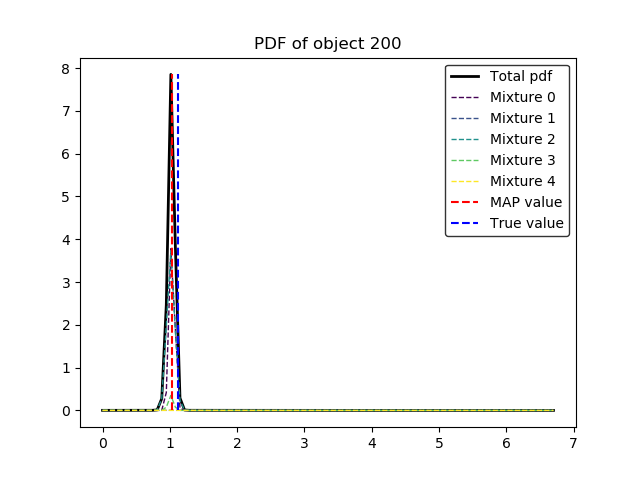 PDF of object 200
8
7
6
5
4
3
2
1
0
0 1 2 3 4 5 6 7
Total pdf
Mixture 0
Mixture 1
Mixture 2
Mixture 3
Mixture 4
MAP value
True value